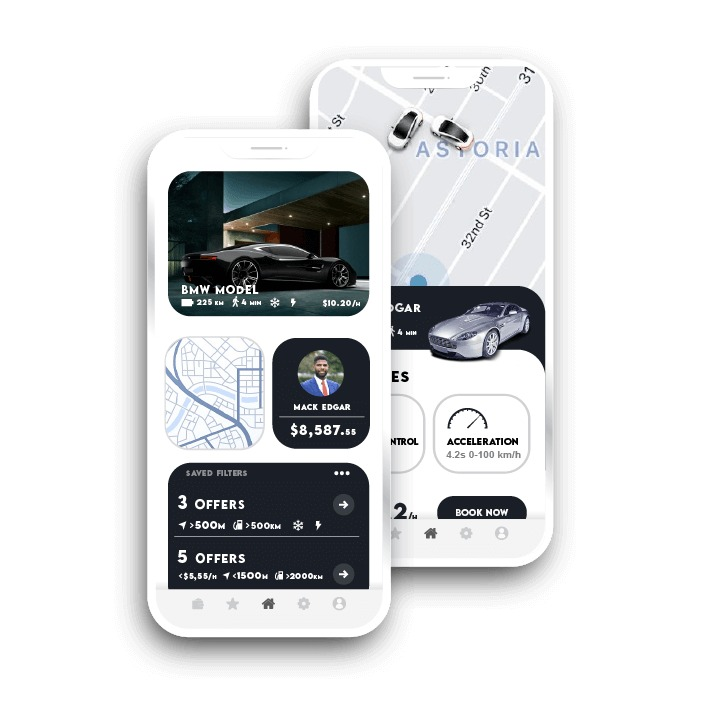 BMW MODEL
225 KM 4 MIN $10.20/H
MACK EDGAR
$8,587.55
SAVED FILTERS
3 OFFERS
>500M >500KM
5 OFFERS
<$5,55/H <1500M >2000KM
30th
31
St
ASTORIA
32nd St
DGAR
4 MIN
ES
NTROL
ACCELERATION
4.2s 0-100 km/h
2/H
BOOK NOW